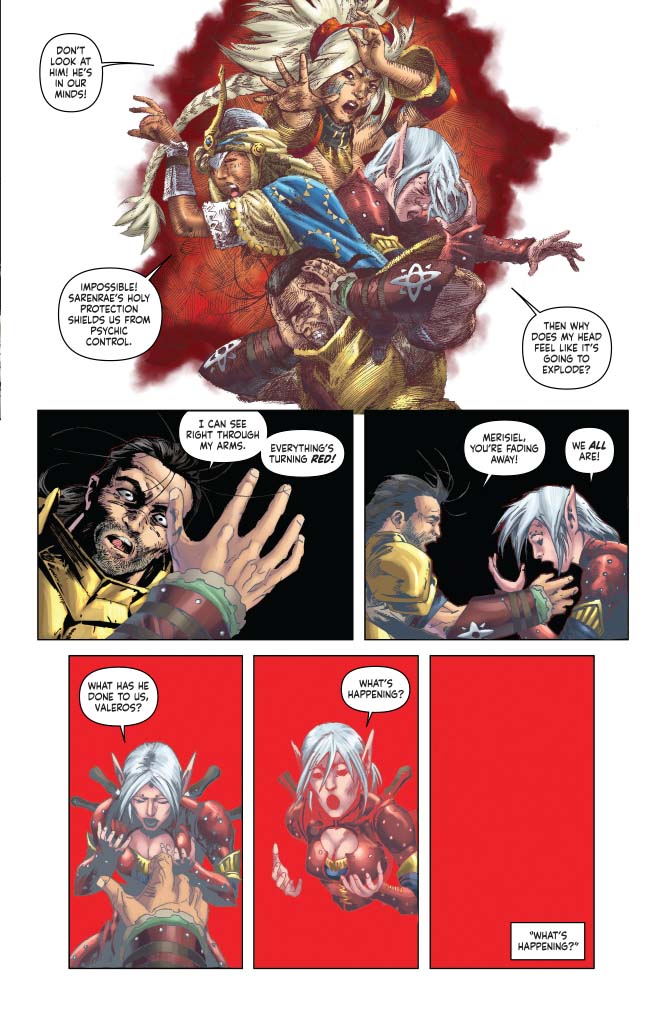 DON'T
LOOK AT
HIM! HE'S
IN OUR
MINDS!
IMPOSSIBLE!
SARENRAE'S HOLY
PROTECTION
SHIELDS US FROM
PSYCHIC
CONTROL.
THEN WHY
DOES MY HEAD
FEEL LIKE IT'S
GOING TO
EXPLODE?
I CAN SEE
RIGHT THROUGH
MY ARMS.
EVERYTHING'S
TURNING RED!
MERISIEL,
YOU'RE FADING
AWAY!
WE ALL
ARE!
WHAT HAS HE
DONE TO US,
VALEROS?
WHAT'S
HAPPENING?
"WHAT'S
HAPPENING?"